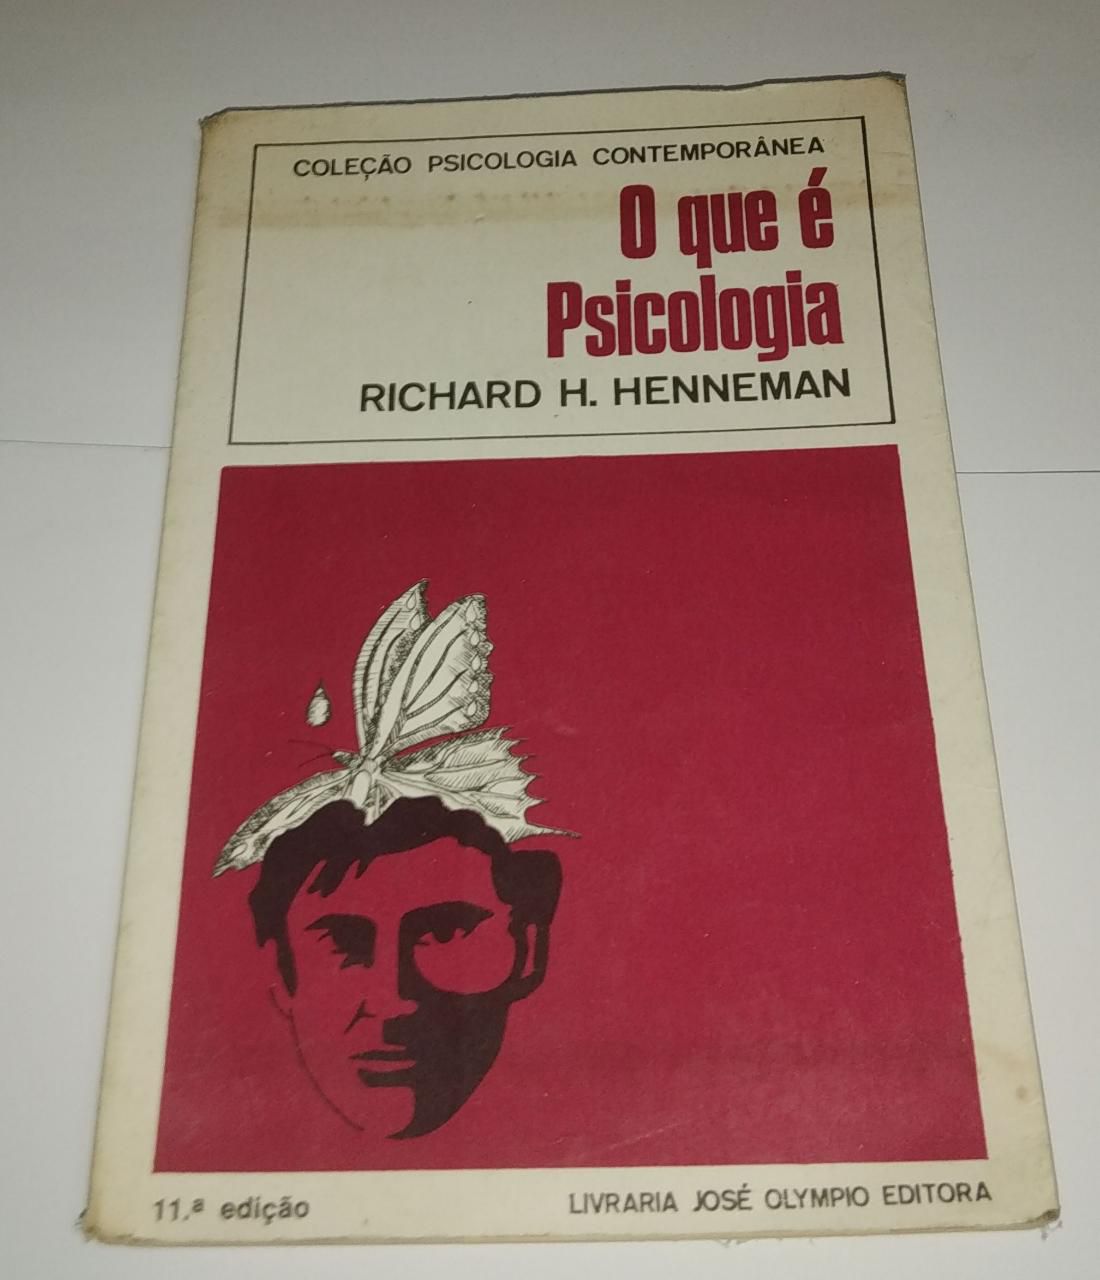 COLEÇÃO PSICOLOGIA CONTEMPORÂNEA
O que é
Psicologia
RICHARD H. HENNEMAN
11.ª edição
LIVRARIA JOSÉ OLYMPIO EDITORA